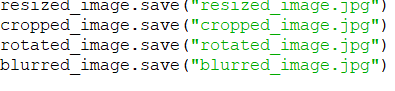 resized_image.save("resized_image.jpg")
cropped_image.save("cropped_image.jpg")
rotated_image.save("rotated_image.jpg")
blurred_image.save("blurred_image.jpg")